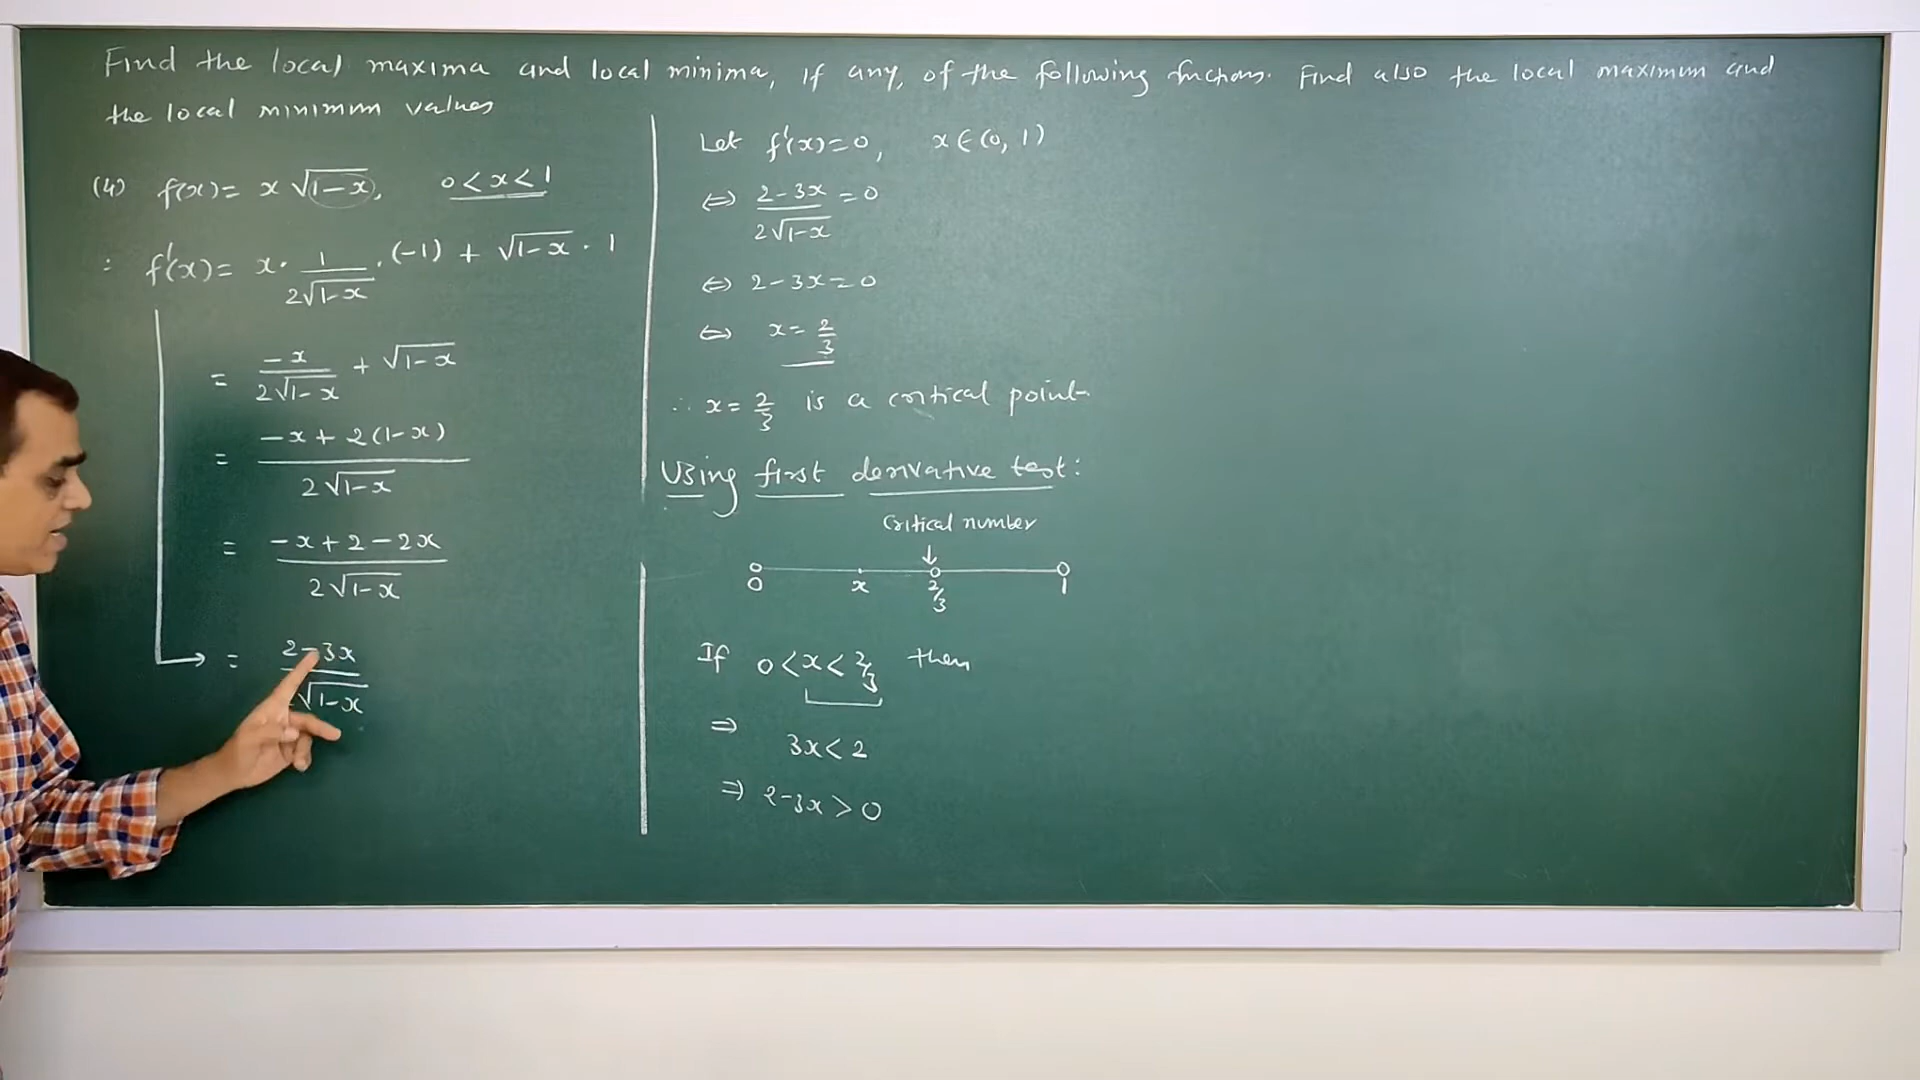 Find the local maxima and local minima, if any, of the following functions. Find also the local maximum and
the local minimum values
(4) f(x) = x √(1-x), 0 < x < 1
: f'(x) = x · 1/(2√(1-x)) · (-1) + √(1-x) · 1
= -x/(2√(1-x)) + √(1-x)
= (-x + 2(1-x))/(2√(1-x))
= (-x + 2 - 2x)/(2√(1-x))
→ = (2-3x)/(√(1-x))
Let f'(x) = 0, x ∈ (0, 1)
⇔ (2-3x)/(2√(1-x)) = 0
⇔ 2-3x = 0
⇔ x = 2/3
∴ x = 2/3 is a critical point.
Using first derivative test:
Critical number
↓
0 x 2/3 1
If 0 < x < 2/3 then
⇒ 3x < 2
⇒ 2-3x > 0